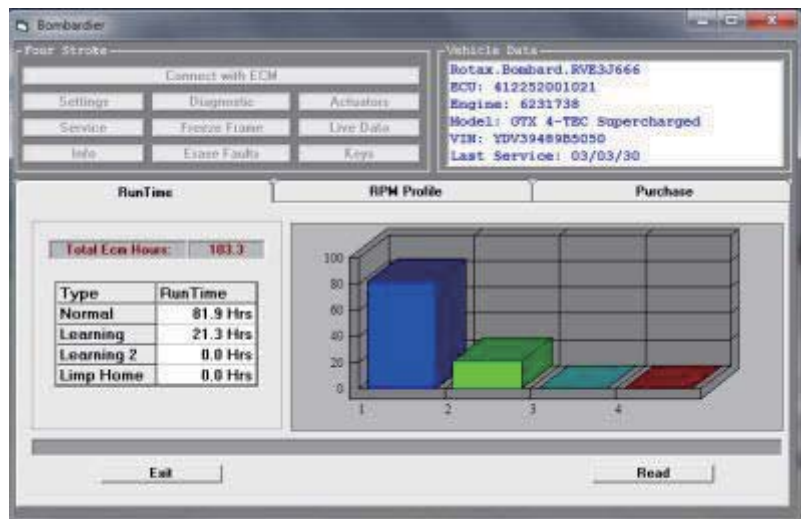 Bombardier
Four Stroke
Connect with ECM
Settings Diagnostic Actuators
Service Freeze Frame Live Data
Info Erase Faults Keys
Vehicle Data
Rotax.Bombard.RVE3J666
ECU: 412252001021
Engine: 6231738
Model: GTX 4-TEC Supercharged
VIN: YDV39489B5050
Last Service: 03/03/30
RunTime RPM Profile Purchase
Total Ecm Hours: 103.3
Type RunTime
Normal 81.9 Hrs
Learning 21.3 Hrs
Learning 2 0.0 Hrs
Limp Home 0.0 Hrs
100
80
60
40
20
0
1 2 3 4
Exit Read